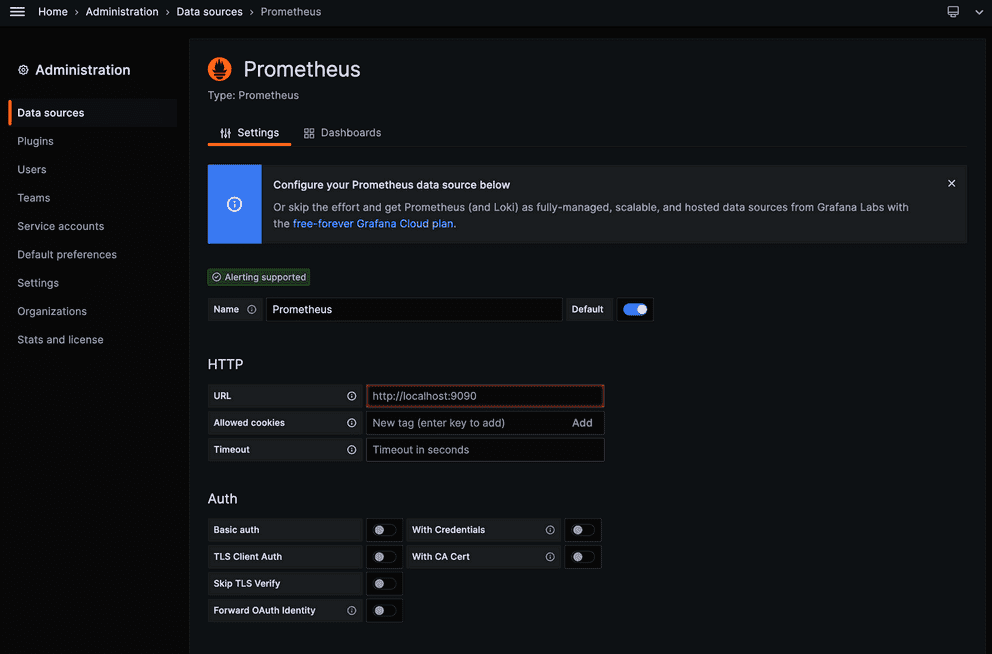 Home › Administration › Data sources › Prometheus
Administration
Data sources
Plugins
Users
Teams
Service accounts
Default preferences
Settings
Organizations
Stats and license
Prometheus
Type: Prometheus
Settings Dashboards
Configure your Prometheus data source below
Or skip the effort and get Prometheus (and Loki) as fully-managed, scalable, and hosted data sources from Grafana Labs with
the free-forever Grafana Cloud plan.
Alerting supported
Name Prometheus Default
HTTP
URL http://localhost:9090
Allowed cookies New tag (enter key to add) Add
Timeout Timeout in seconds
Auth
Basic auth With Credentials
TLS Client Auth With CA Cert
Skip TLS Verify
Forward OAuth Identity